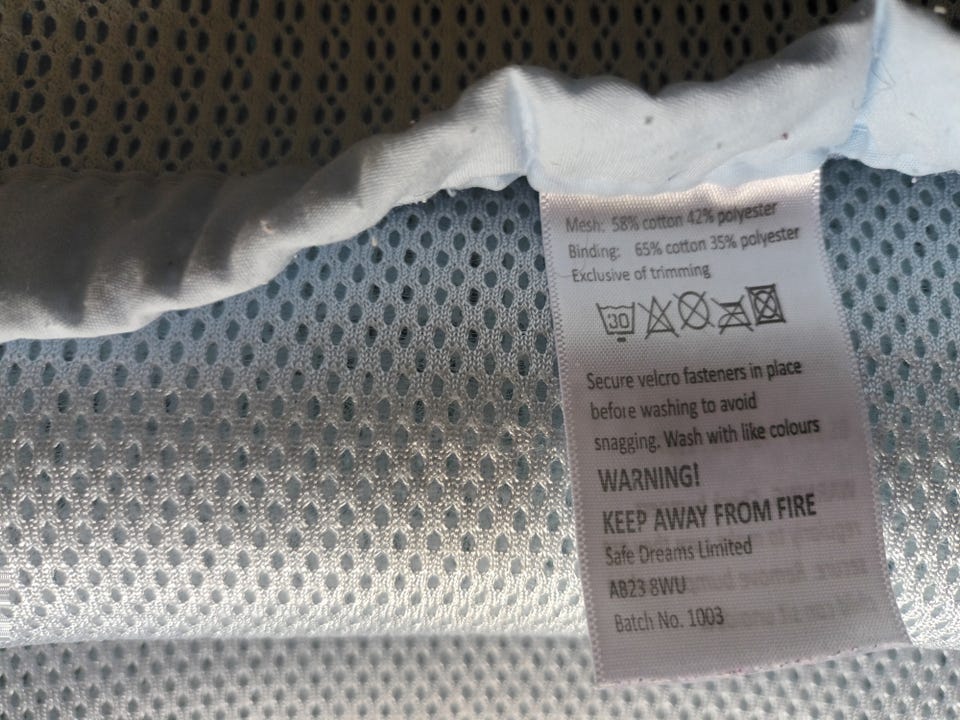 Mesh: 58% cotton 42% polyester
Binding: 65% cotton 35% polyester
Exclusive of trimming
30
Secure velcro fasteners in place
before washing to avoid
snagging. Wash with like colours
WARNING!
KEEP AWAY FROM FIRE
Safe Dreams Limited
AB23 8WU
Batch No. 1003